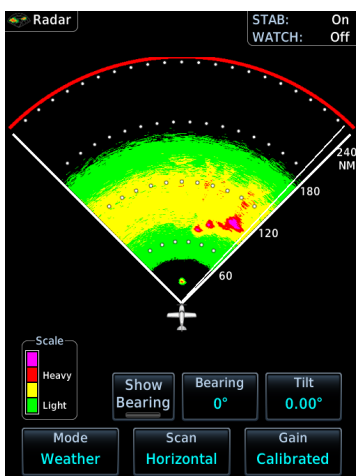 Radar
STAB: On
WATCH: Off
240
NM
180
120
60
Scale
Heavy
Light
Show
Bearing
Bearing
0°
Tilt
0.00°
Mode
Weather
Scan
Horizontal
Gain
Calibrated